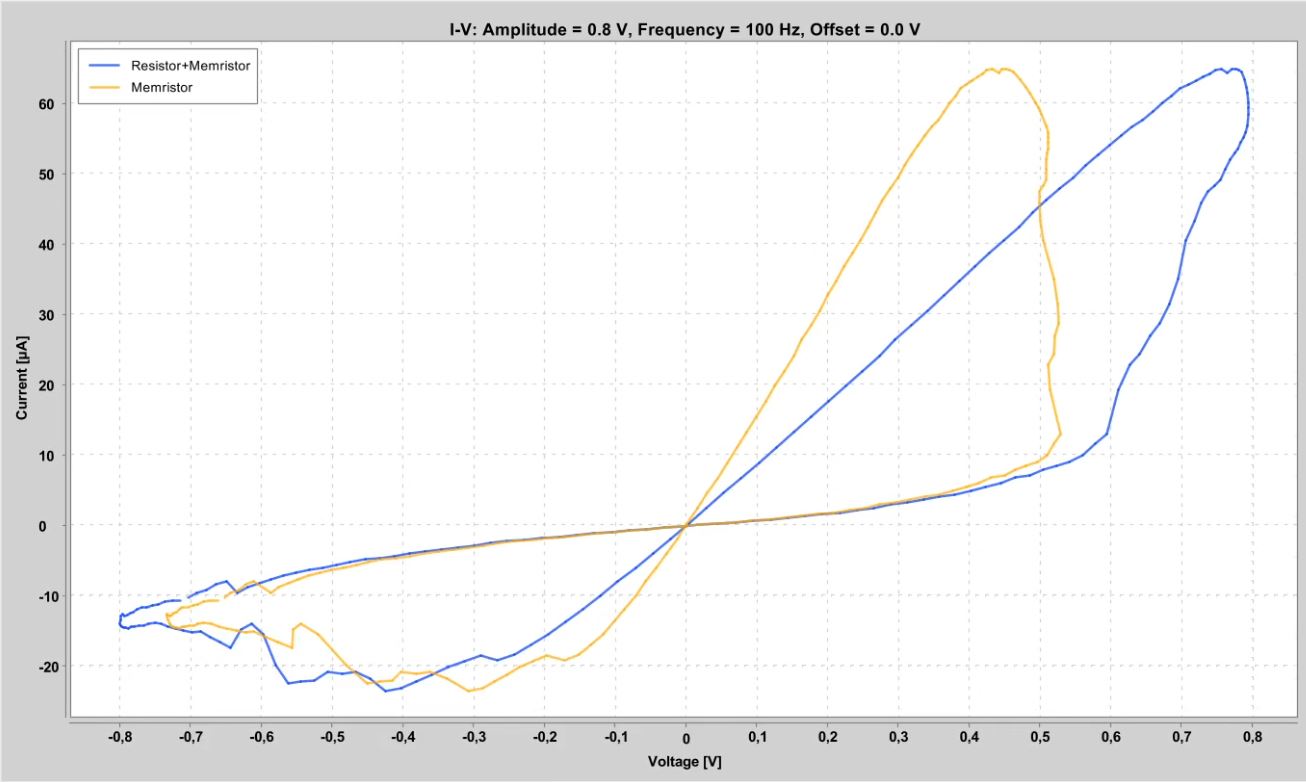 I-V: Amplitude = 0.8 V, Frequency = 100 Hz, Offset = 0.0 V
Resistor+Memristor
Memristor
60
50
40
30
20
10
0
-10
-20
Current [µA]
-0,8 -0,7 -0,6 -0,5 -0,4 -0,3 -0,2 -0,1 0 0,1 0,2 0,3 0,4 0,5 0,6 0,7 0,8
Voltage [V]